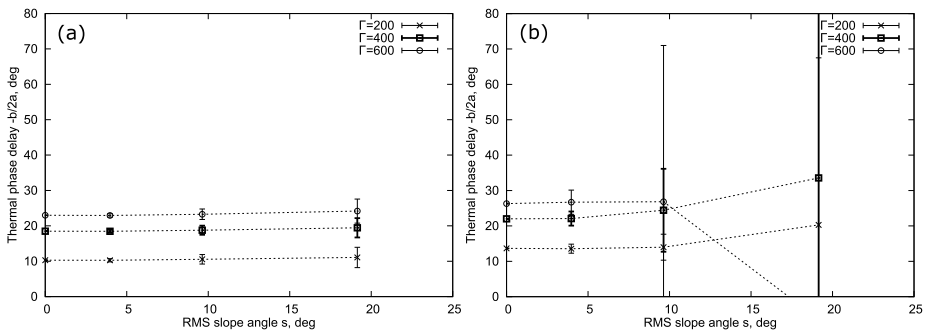 (a)
Γ=200
Γ=400
Γ=600
80
70
60
50
40
30
20
10
0
Thermal phase delay -b/2a, deg
0 5 10 15 20 25
RMS slope angle s, deg
(b)
Γ=200
Γ=400
Γ=600
80
70
60
50
40
30
20
10
0
Thermal phase delay -b/2a, deg
0 5 10 15 20 25
RMS slope angle s, deg